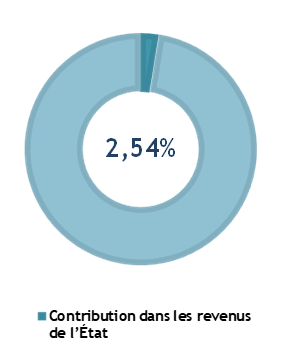 2,54%
Contribution dans les revenus
de l’État